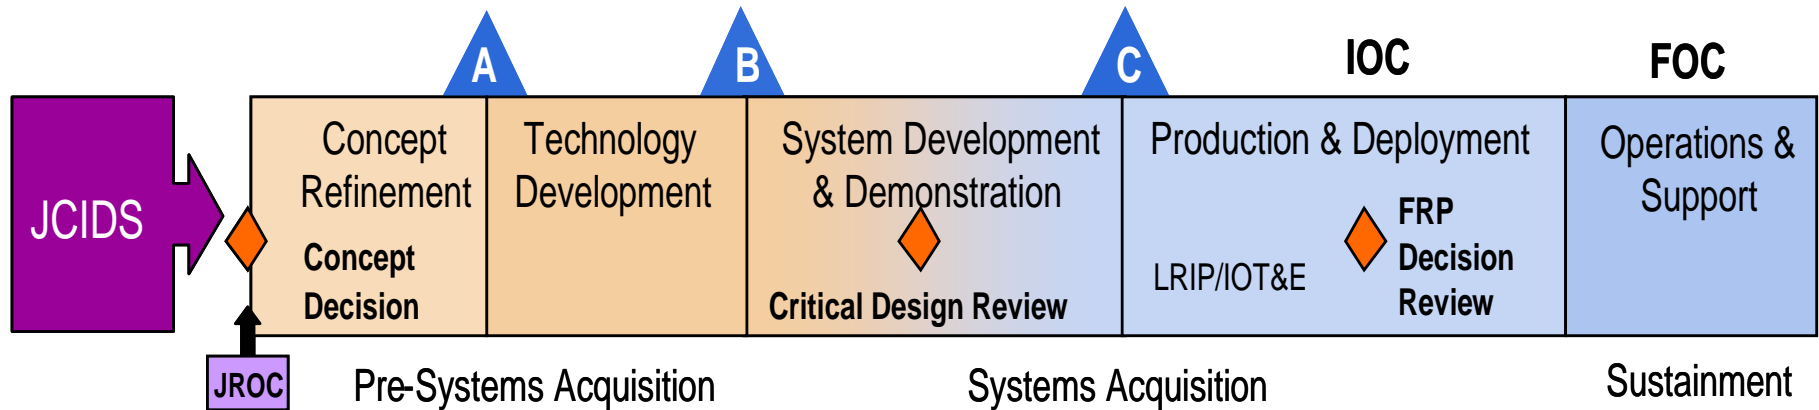 A
B
C
IOC
FOC
JCIDS
Concept
Refinement
Concept
Decision
Technology
Development
System Development
& Demonstration
Critical Design Review
Production & Deployment
LRIP/IOT&E
FRP
Decision
Review
Operations &
Support
JROC
Pre-Systems Acquisition
Systems Acquisition
Sustainment